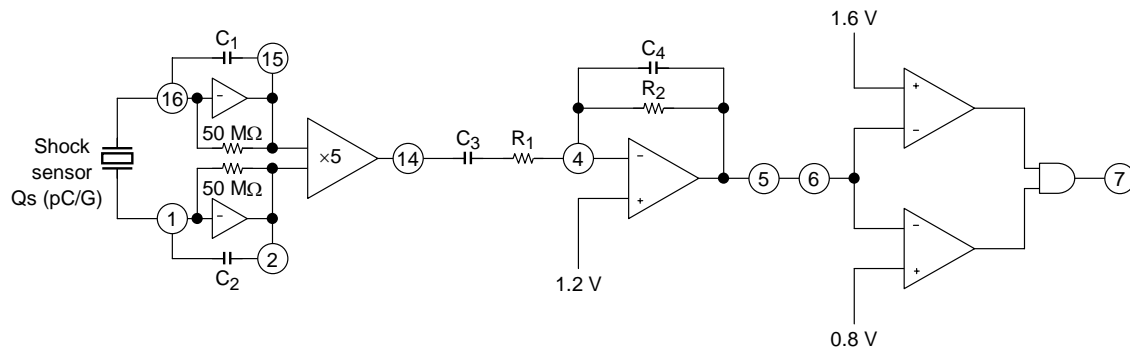 1.6 V
C1
15
C4
16
R2
50 MΩ
Shock
sensor
Qs (pC/G)
×5
14
C3
R1
4
5
6
7
50 MΩ
1
2
C2
1.2 V
0.8 V